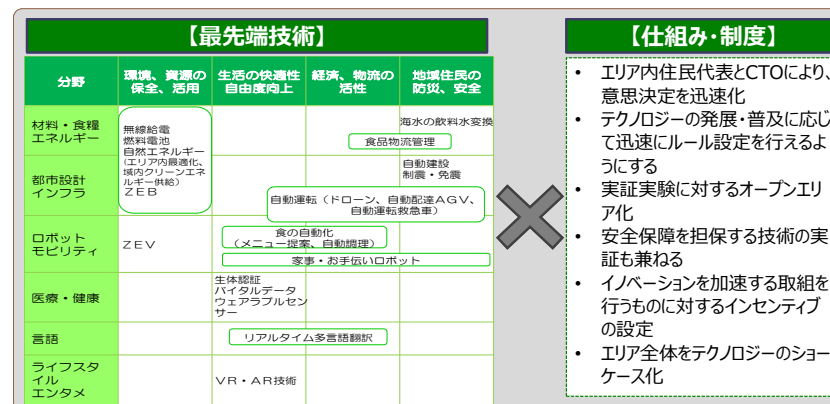 【最先端技術】
分野
環境、資源の
保全、活用
生活の快適性
自由度向上
経済、物流の
活性
地域住民の
防災、安全
材料・食糧
エネルギー
無線給電
燃料電池
自然エネルギー
(エリア内最適化、
域内クリーンエネ
ルギー供給)
ＺＥＢ
海水の飲料水変換
食品物流管理
都市設計
インフラ
自動建設
制震・免震
自動運転（ドローン、自動配達ＡＧＶ、
自動運転救急車）
ロボット
モビリティ
ＺＥＶ
食の自動化
（メニュー提案、自動調理）
家事・お手伝いロボット
医療・健康
生体認証
バイタルデータ
ウェアラブルセン
サー
言語
リアルタイム多言語翻訳
ライフスタ
イル
エンタメ
ＶＲ・ＡＲ技術
【仕組み・制度】
• エリア内住民代表とCTOにより、
意思決定を迅速化
• テクノロジーの発展・普及に応じ
て迅速にルール設定を行えるよ
うにする
• 実証実験に対するオープンエリ
ア化
• 安全保障を担保する技術の実
証も兼ねる
• イノベーションを加速する取組を
行うものに対するインセンティブ
の設定
• エリア全体をテクノロジーのショー
ケース化